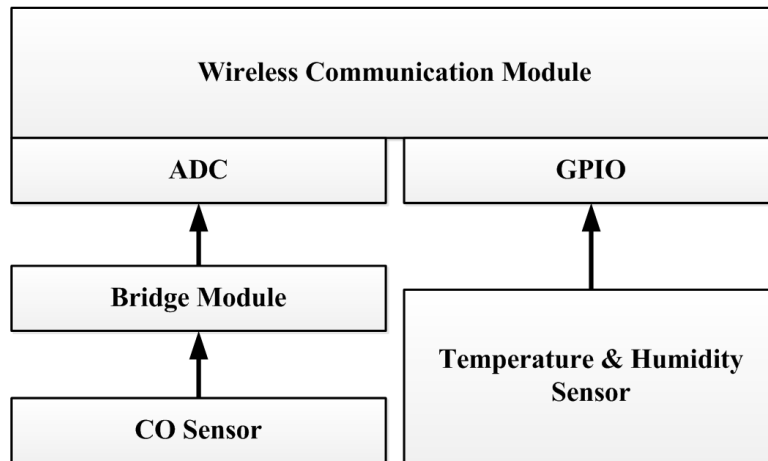 Wireless Communication Module
ADC
GPIO
Bridge Module
Temperature & Humidity
Sensor
CO Sensor